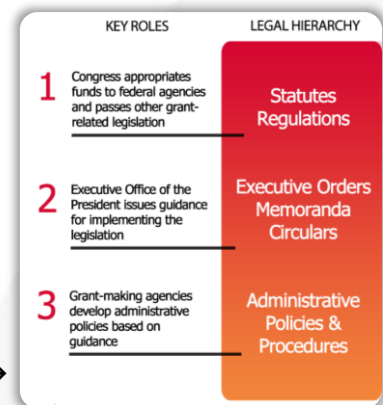 KEY ROLES
LEGAL HIERARCHY
1
Congress appropriates
funds to federal agencies
and passes other grant-
related legislation
Statutes
Regulations
2
Executive Office of the
President issues guidance
for implementing the
legislation
Executive Orders
Memoranda
Circulars
3
Grant-making agencies
develop administrative
policies based on
guidance
Administrative
Policies &
Procedures